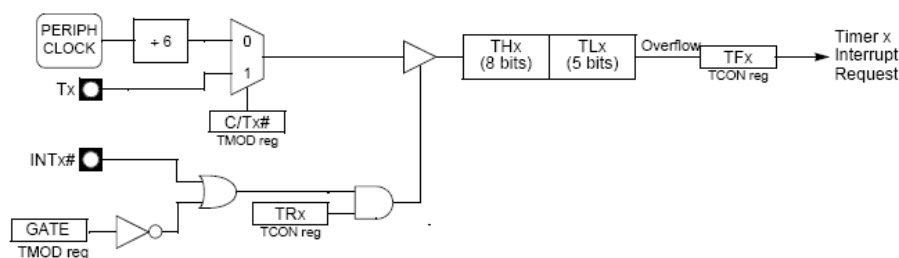 PERIPH
CLOCK
÷ 6
0
1
Tx
C/Tx#
TMOD reg
THx
(8 bits)
TLx
(5 bits)
Overflow
TFx
TCON reg
Timer x
Interrupt
Request
INTx#
GATE
TMOD reg
TRx
TCON reg